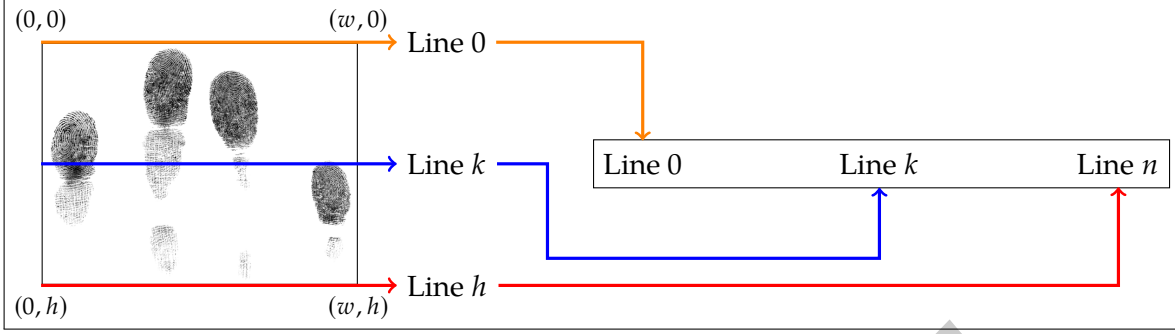 (0, 0) (w, 0)
Line 0
Line k
Line 0 Line k Line n
Line h
(0, h) (w, h)